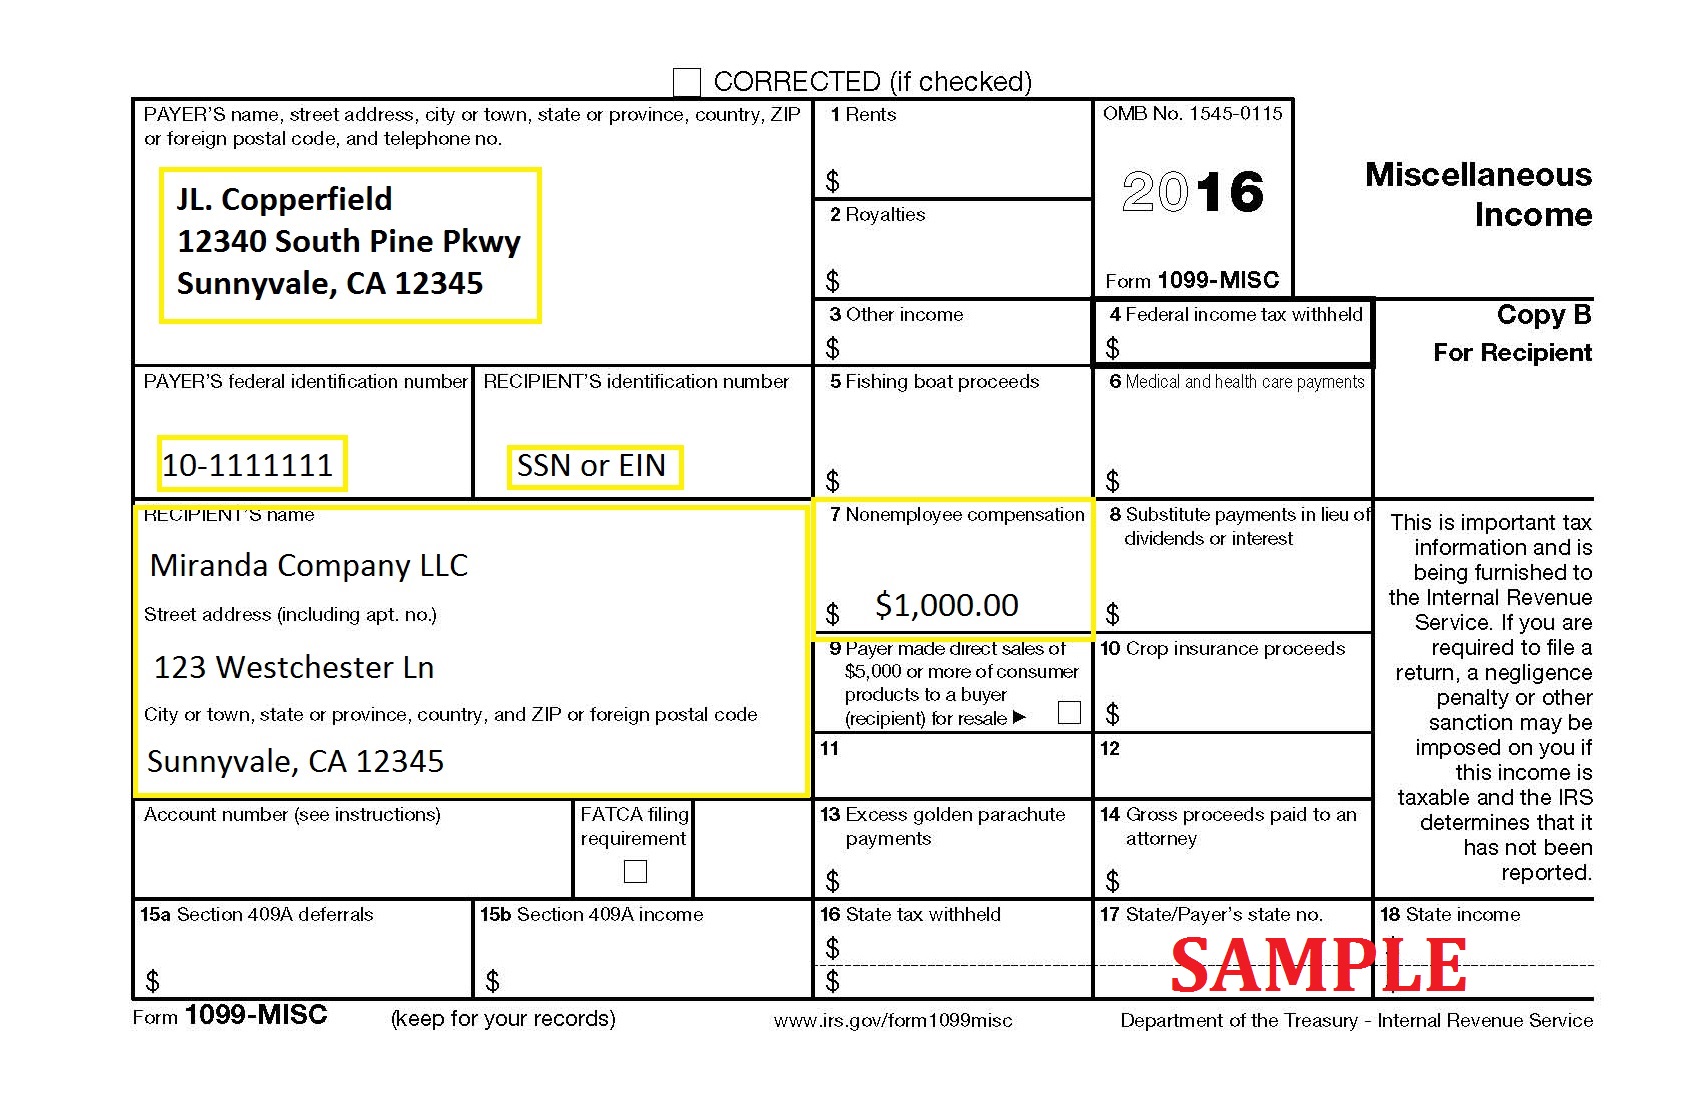 CORRECTED (if checked)
PAYER'S name, street address, city or town, state or province, country, ZIP
or foreign postal code, and telephone no.
JL. Copperfield
12340 South Pine Pkwy
Sunnyvale, CA 12345
1 Rents
$
2 Royalties
$
OMB No. 1545-0115
2016
Form 1099-MISC
Miscellaneous
Income
3 Other income
$
4 Federal income tax withheld
$
Copy B
For Recipient
PAYER'S federal identification number
10-1111111
RECIPIENT'S identification number
SSN or EIN
5 Fishing boat proceeds
$
6 Medical and health care payments
$
RECIPIENT'S name
Miranda Company LLC
Street address (including apt. no.)
123 Westchester Ln
City or town, state or province, country, and ZIP or foreign postal code
Sunnyvale, CA 12345
7 Nonemployee compensation
$ $1,000.00
8 Substitute payments in lieu of
dividends or interest
$
This is important tax
information and is
being furnished to
the Internal Revenue
Service. If you are
required to file a
return, a negligence
penalty or other
sanction may be
imposed on you if
this income is
taxable and the IRS
determines that it
has not been
reported.
9 Payer made direct sales of
$5,000 or more of consumer
products to a buyer
(recipient) for resale ▶
10 Crop insurance proceeds
$
11
12
Account number (see instructions)
FATCA filing
requirement
13 Excess golden parachute
payments
$
14 Gross proceeds paid to an
attorney
$
15a Section 409A deferrals
$
15b Section 409A income
$
16 State tax withheld
$
$
17 State/Payer's state no.
18 State income
$
$
SAMPLE
Form 1099-MISC
(keep for your records)
www.irs.gov/form1099misc
Department of the Treasury - Internal Revenue Service